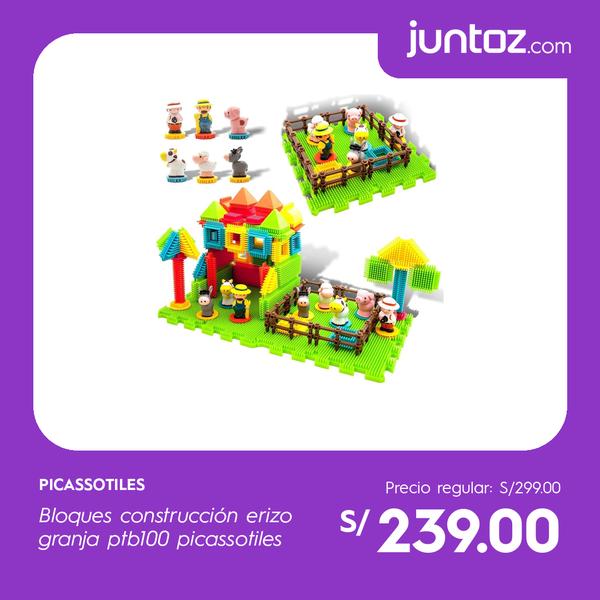 juntoz.com
PICASSOTILES
Bloques construcción erizo
granja ptb100 picassotiles
Precio regular: S/299.00
S/ 239.00